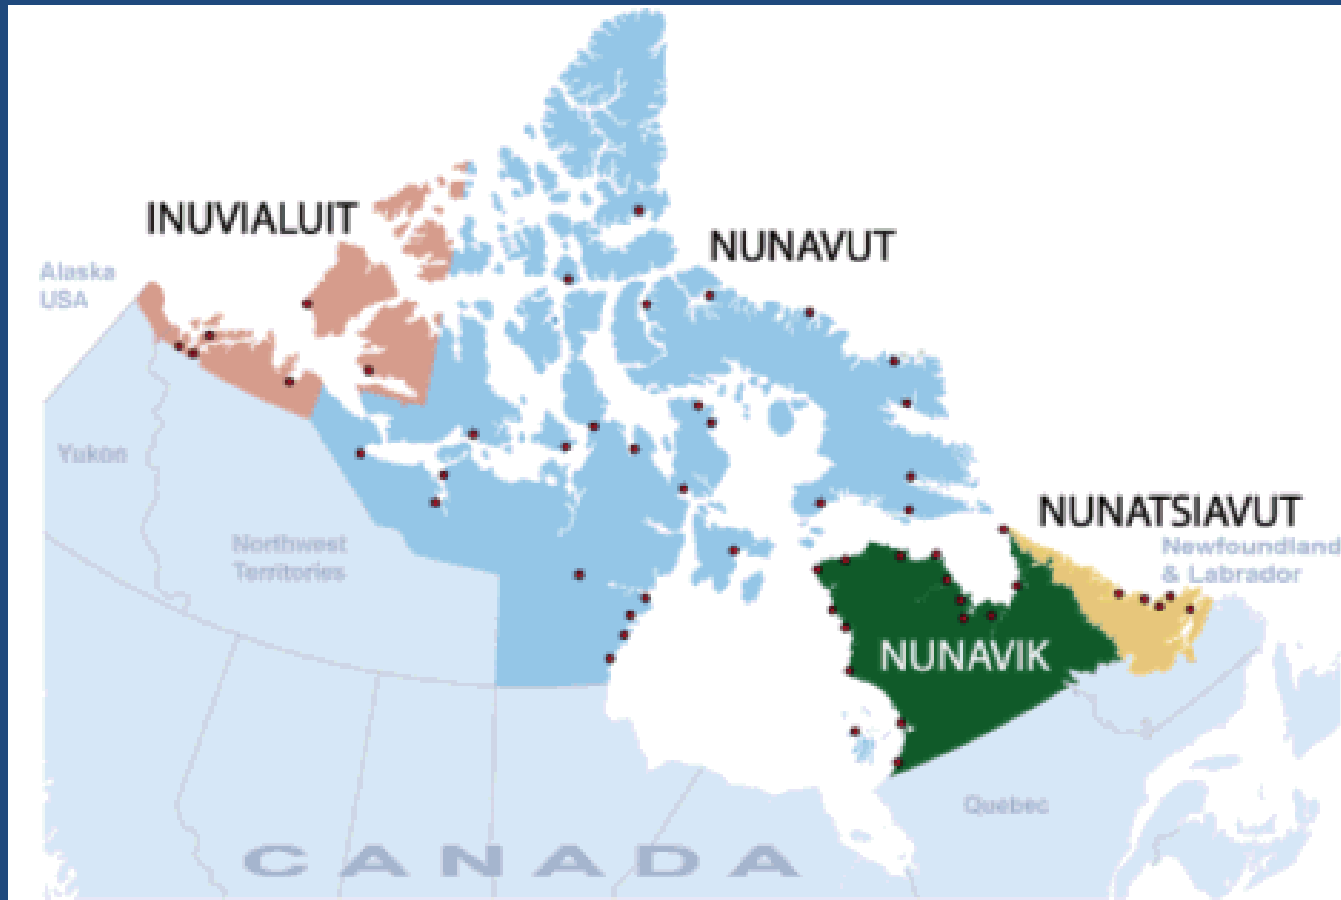 INUVIALUIT
NUNAVUT
Alaska
USA
Yukon
NUNATSIAVUT
Newfoundland
& Labrador
Northwest
Territories
NUNAVIK
Quebec
CANADA